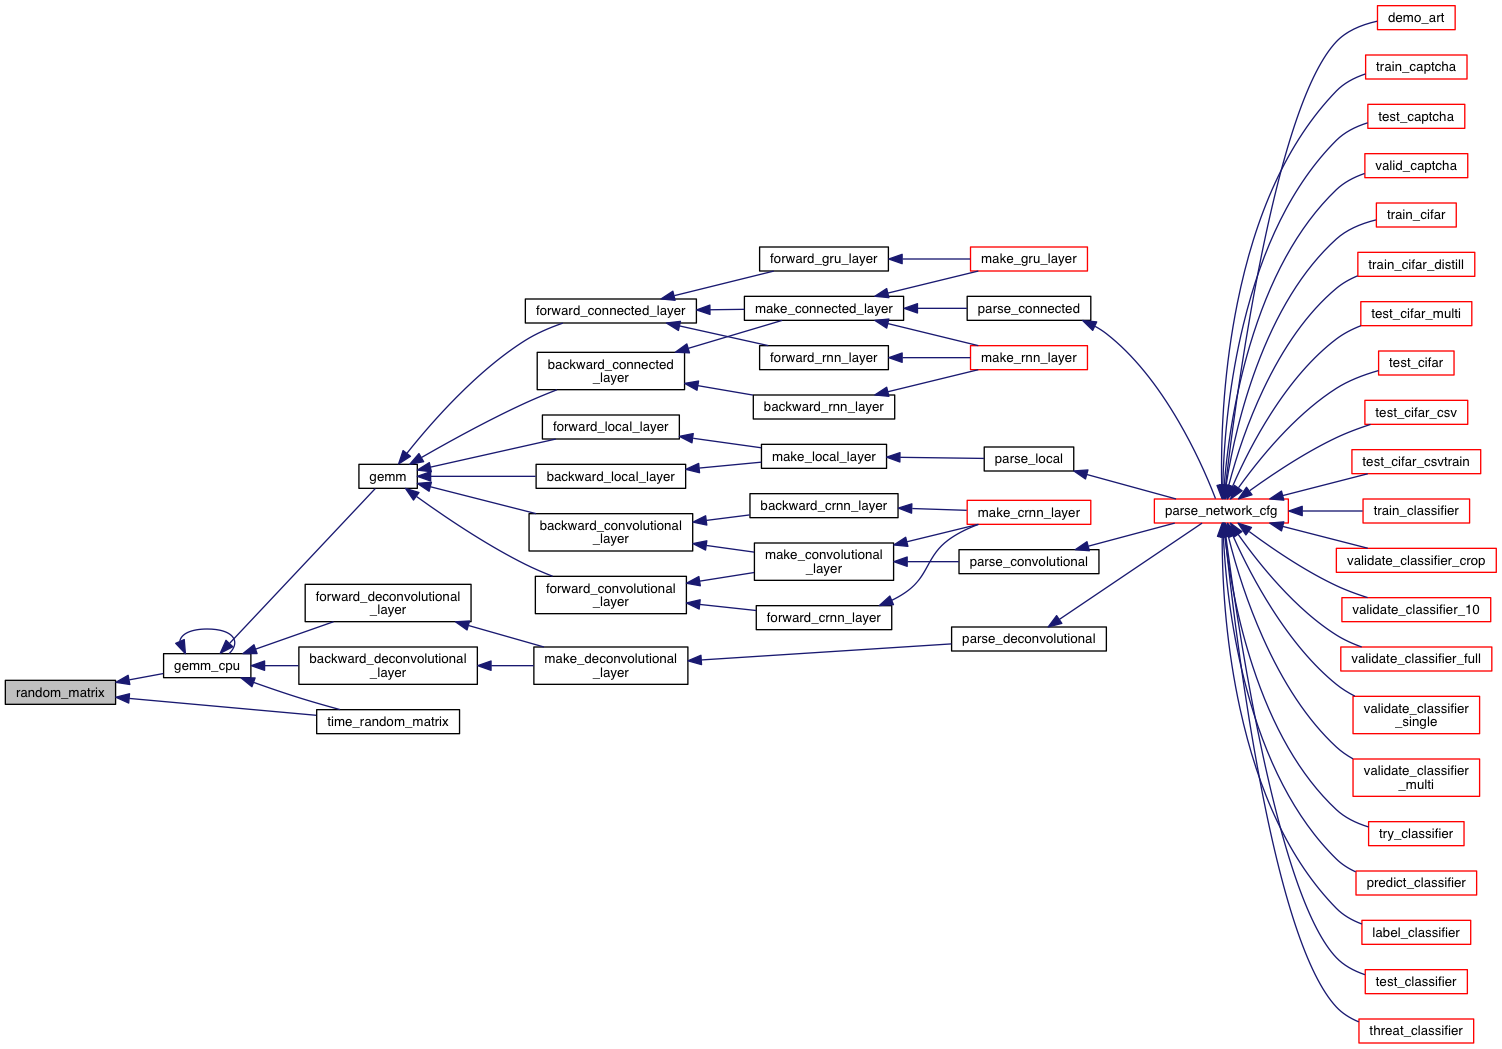 random_matrix
gemm_cpu
time_random_matrix
gemm
forward_deconvolutional
_layer
backward_deconvolutional
_layer
forward_connected_layer
backward_connected
_layer
forward_local_layer
backward_local_layer
backward_convolutional
_layer
forward_convolutional
_layer
make_deconvolutional
_layer
forward_gru_layer
make_connected_layer
forward_rnn_layer
backward_rnn_layer
make_local_layer
backward_crnn_layer
make_convolutional
_layer
forward_crnn_layer
make_gru_layer
parse_connected
make_rnn_layer
parse_local
make_crnn_layer
parse_convolutional
parse_deconvolutional
parse_network_cfg
demo_art
train_captcha
test_captcha
valid_captcha
train_cifar
train_cifar_distill
test_cifar_multi
test_cifar
test_cifar_csv
test_cifar_csvtrain
train_classifier
validate_classifier_crop
validate_classifier_10
validate_classifier_full
validate_classifier
_single
validate_classifier
_multi
try_classifier
predict_classifier
label_classifier
test_classifier
threat_classifier